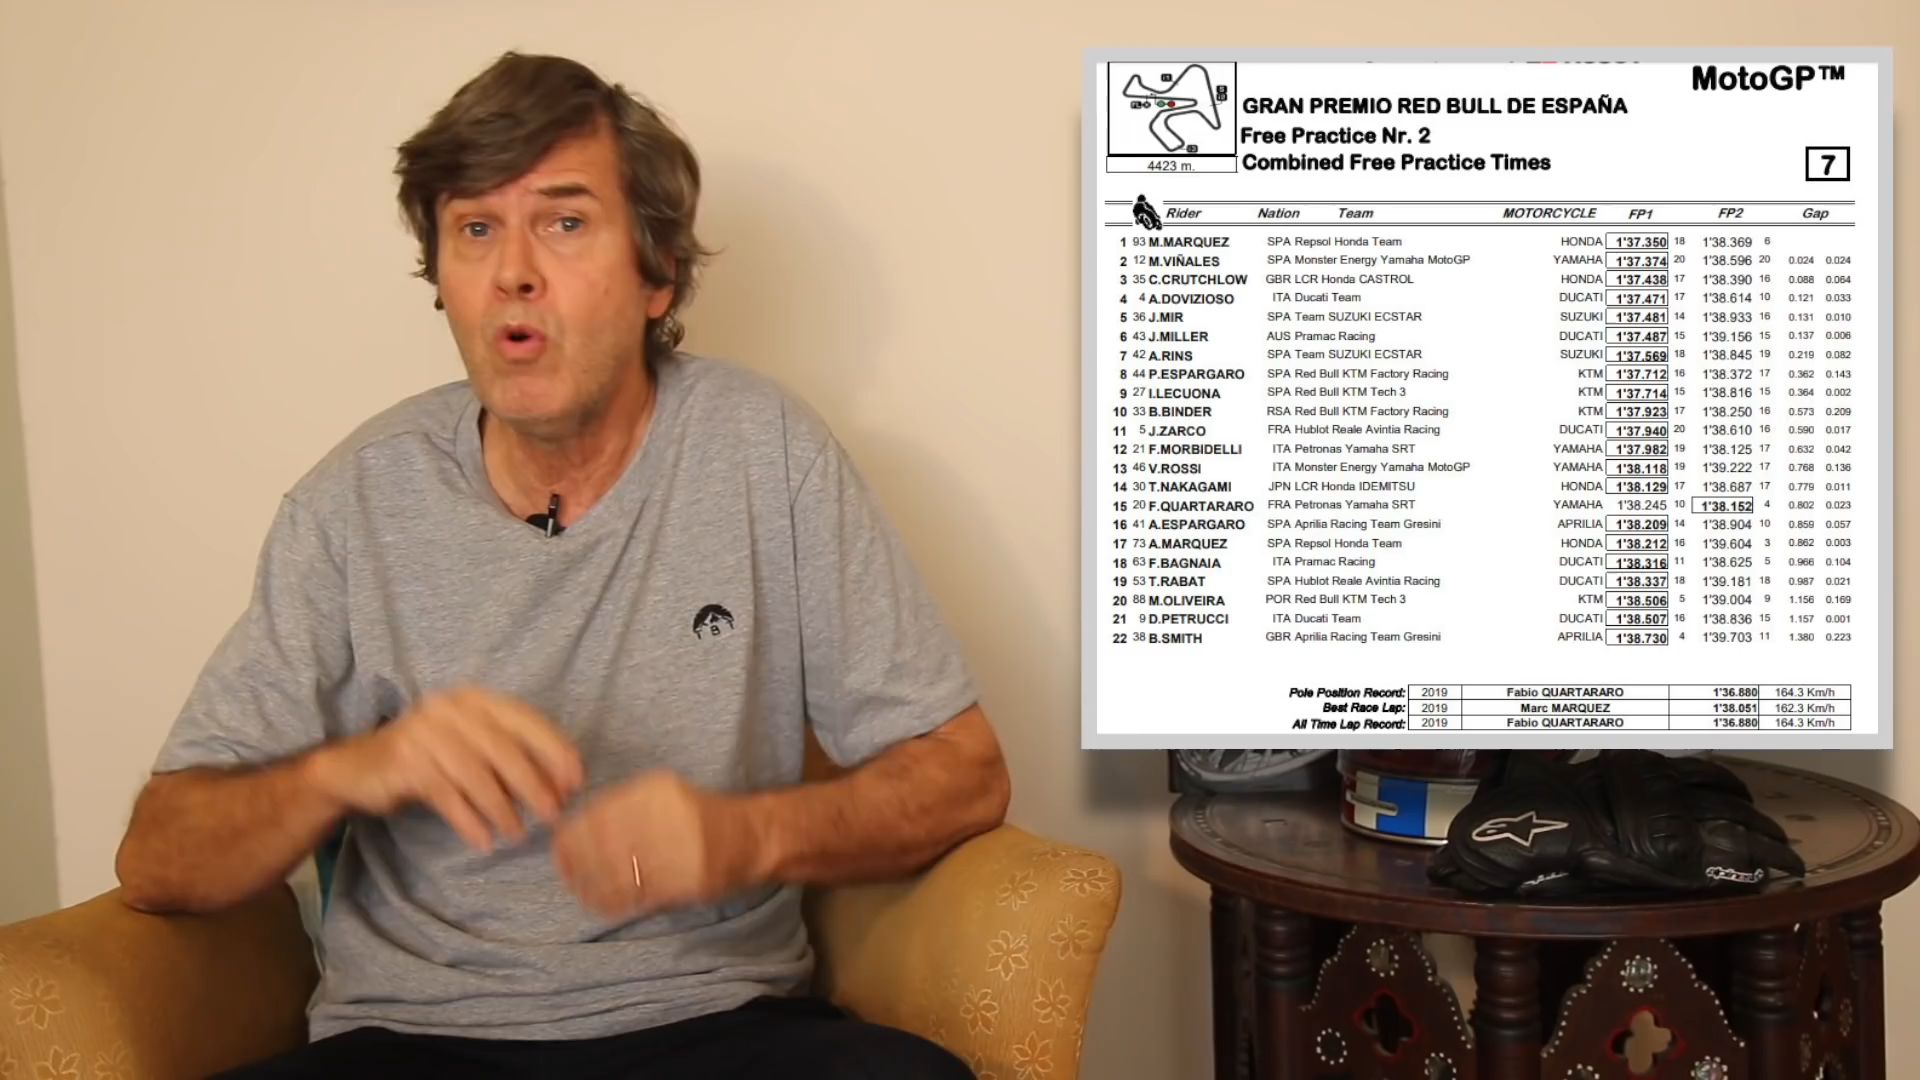 MotoGP™
GRAN PREMIO RED BULL DE ESPAÑA
Free Practice Nr. 2
4423 m.
Combined Free Practice Times
7
Rider Nation Team MOTORCYCLE FP1 FP2 Gap
1 93 M.MARQUEZ SPA Repsol Honda Team HONDA 1'37.350 18 1'38.369 6
2 12 M.VIÑALES SPA Monster Energy Yamaha MotoGP YAMAHA 1'37.374 20 1'38.596 20 0.024 0.024
3 35 C.CRUTCHLOW GBR LCR Honda CASTROL HONDA 1'37.438 17 1'38.390 16 0.088 0.064
4 4 A.DOVIZIOSO ITA Ducati Team DUCATI 1'37.471 17 1'38.614 10 0.121 0.033
5 36 J.MIR SPA Team SUZUKI ECSTAR SUZUKI 1'37.481 14 1'38.933 16 0.131 0.010
6 43 J.MILLER AUS Pramac Racing DUCATI 1'37.487 15 1'39.156 15 0.137 0.006
7 42 A.RINS SPA Team SUZUKI ECSTAR SUZUKI 1'37.569 18 1'38.845 19 0.219 0.082
8 44 P.ESPARGARO SPA Red Bull KTM Factory Racing KTM 1'37.712 16 1'38.372 17 0.362 0.143
9 27 I.LECUONA SPA Red Bull KTM Tech 3 KTM 1'37.714 15 1'38.816 15 0.364 0.002
10 33 B.BINDER RSA Red Bull KTM Factory Racing KTM 1'37.923 17 1'38.250 16 0.573 0.209
11 5 J.ZARCO FRA Hublot Reale Avintia Racing DUCATI 1'37.940 20 1'38.610 16 0.590 0.017
12 21 F.MORBIDELLI ITA Petronas Yamaha SRT YAMAHA 1'37.982 19 1'38.125 17 0.632 0.042
13 46 V.ROSSI ITA Monster Energy Yamaha MotoGP YAMAHA 1'38.118 19 1'39.222 17 0.768 0.136
14 30 T.NAKAGAMI JPN LCR Honda IDEMITSU HONDA 1'38.129 17 1'38.687 17 0.779 0.011
15 20 F.QUARTARARO FRA Petronas Yamaha SRT YAMAHA 1'38.245 10 1'38.152 4 0.802 0.023
16 41 A.ESPARGARO SPA Aprilia Racing Team Gresini APRILIA 1'38.209 14 1'38.904 10 0.859 0.057
17 73 A.MARQUEZ SPA Repsol Honda Team HONDA 1'38.212 16 1'39.604 3 0.862 0.003
18 63 F.BAGNAIA ITA Pramac Racing DUCATI 1'38.316 11 1'38.625 5 0.966 0.104
19 53 T.RABAT SPA Hublot Reale Avintia Racing DUCATI 1'38.337 18 1'39.181 18 0.987 0.021
20 88 M.OLIVEIRA POR Red Bull KTM Tech 3 KTM 1'38.506 5 1'39.004 9 1.156 0.169
21 9 D.PETRUCCI ITA Ducati Team DUCATI 1'38.507 16 1'38.836 15 1.157 0.001
22 38 B.SMITH GBR Aprilia Racing Team Gresini APRILIA 1'38.730 4 1'39.703 11 1.380 0.223
Pole Position Record: 2019 Fabio QUARTARARO 1'36.880 164.3 Km/h
Best Race Lap: 2019 Marc MARQUEZ 1'38.051 162.3 Km/h
All Time Lap Record: 2019 Fabio QUARTARARO 1'36.880 164.3 Km/h